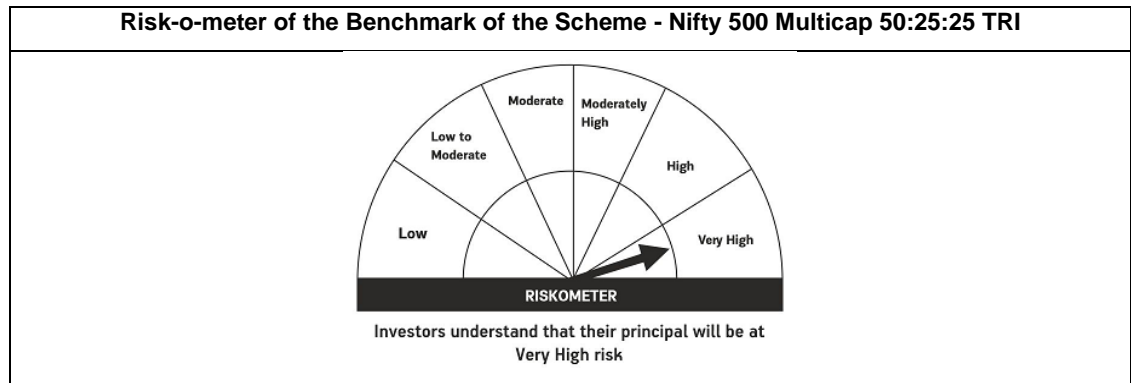 Risk-o-meter of the Benchmark of the Scheme - Nifty 500 Multicap 50:25:25 TRI
Moderate
Moderately
High
Low to
Moderate
High
Low
Very High
RISKOMETER
Investors understand that their principal will be at
Very High risk